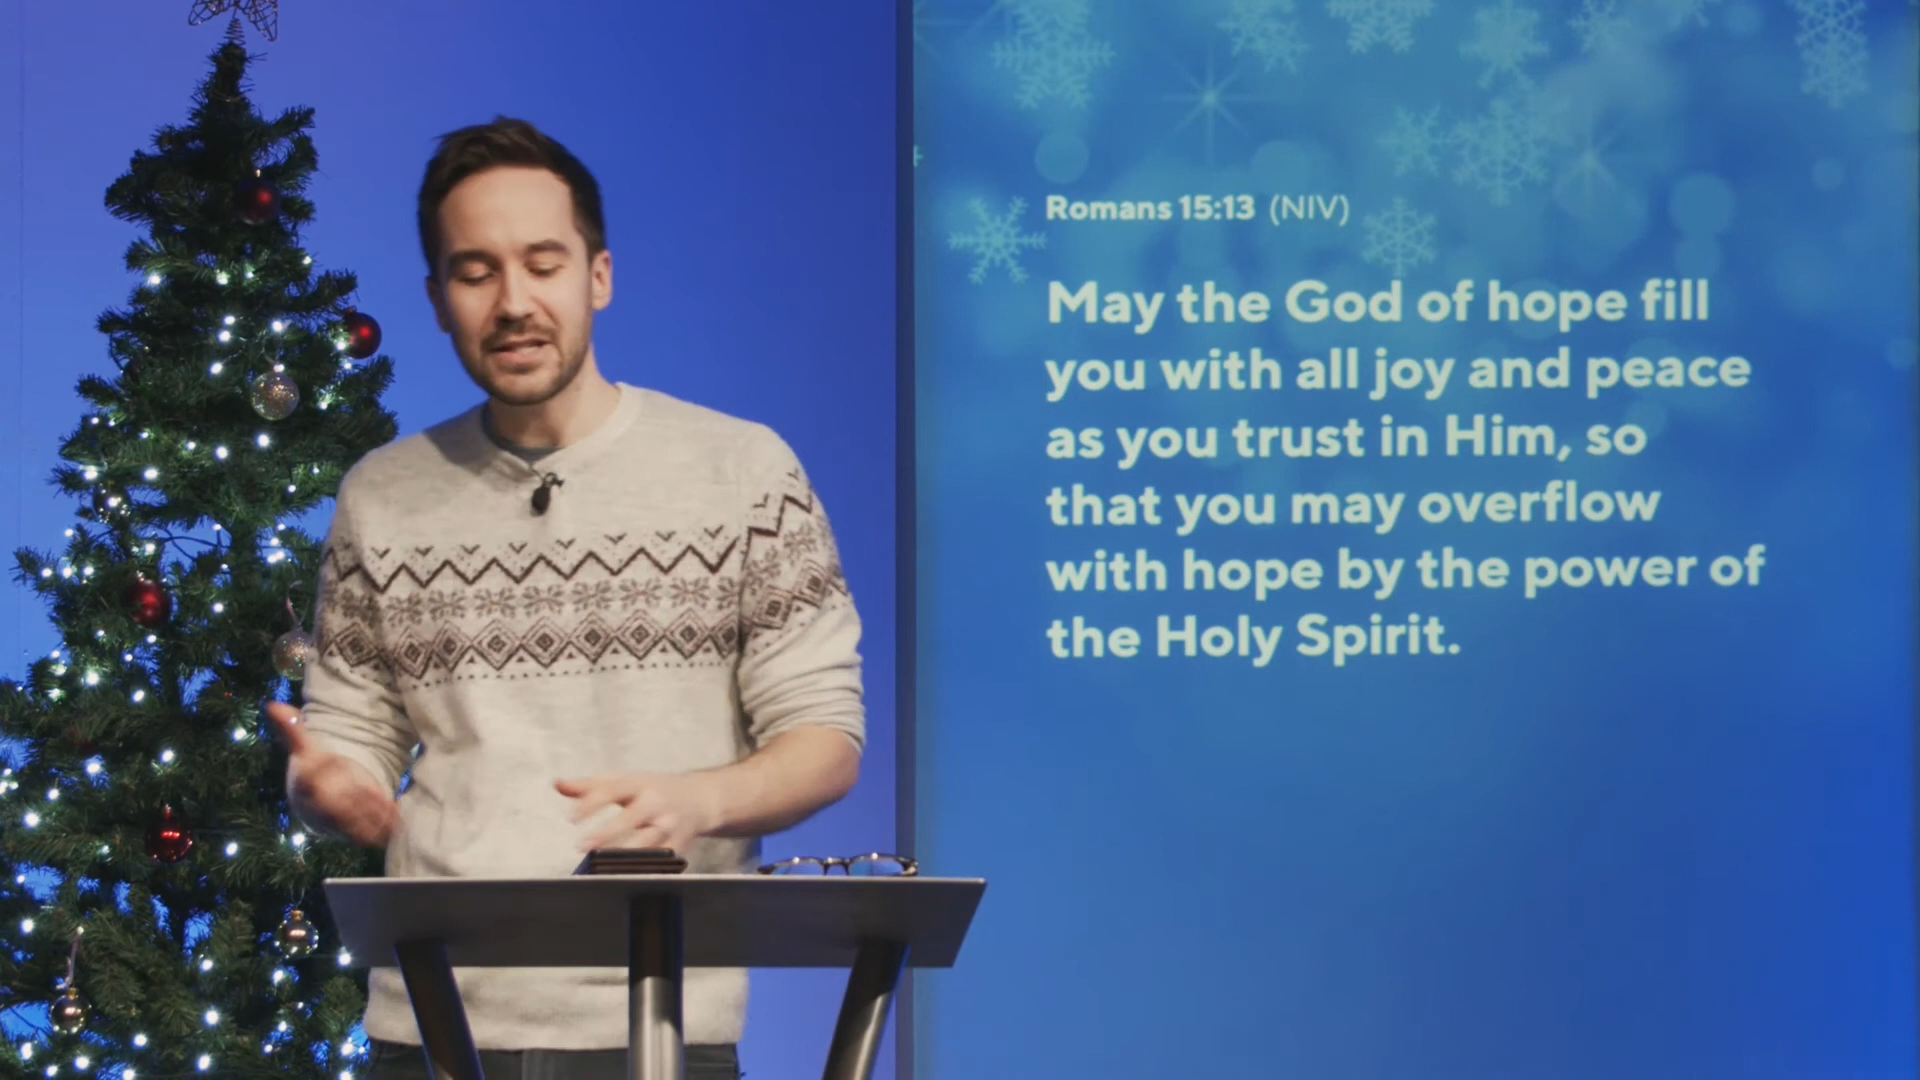 Romans 15:13 (NIV)
May the God of hope fill
you with all joy and peace
as you trust in Him, so
that you may overflow
with hope by the power of
the Holy Spirit.